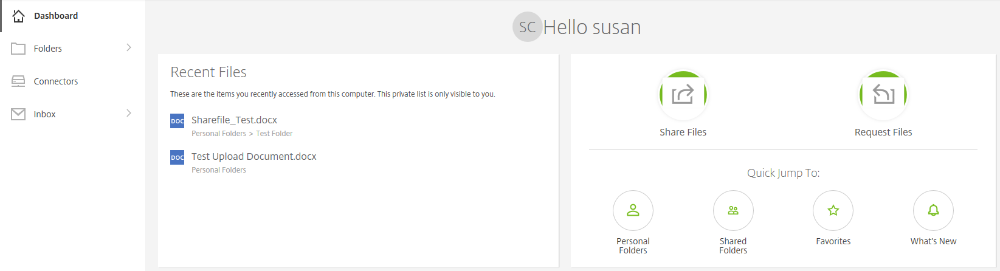 Dashboard
Folders
Connectors
Inbox
SC Hello susan
Recent Files
These are the items you recently accessed from this computer. This private list is only visible to you.
DOC Sharefile_Test.docx
Personal Folders > Test Folder
DOC Test Upload Document.docx
Personal Folders
Share Files
Request Files
Quick Jump To:
Personal
Folders
Shared
Folders
Favorites
What's New